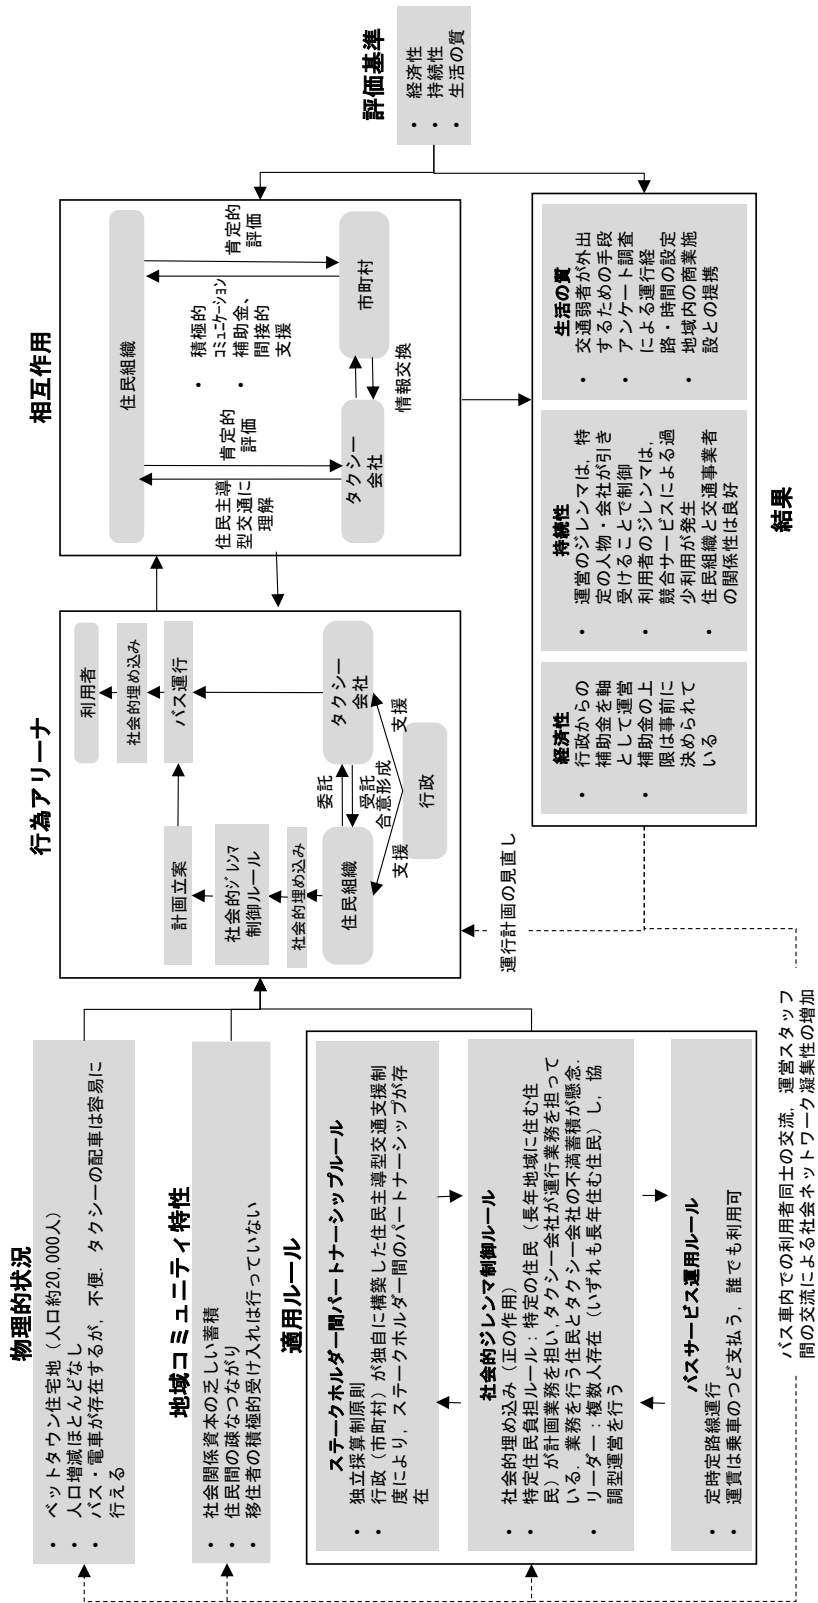 物理的状況
・ ベットタウン住宅地（人口約20,000人）
・ 人口増減ほとんどなし
・ バス・電車が存在するが，不便．タクシーの配車は容易に
行える
地域コミュニティ特性
・ 社会関係資本の乏しい蓄積
・ 住民間の疎なつながり
・ 移住者の積極的受け入れは行っていない
適用ルール
ステークホルダー間パートナーシップルール
・ 独立採算制原則
・ 行政（市町村）が独自に構築した住民主導型交通支援制
度により，ステークホルダー間のパートナーシップが存
在
社会的ジレンマ制御ルール
・ 社会的埋め込み（正の作用）
・ 特定住民負担ルール：特定の住民（長年地域に住む住
民）が計画業務を担い,タクシー会社が運行業務を担って
いる．業務を行う住民とタクシー会社の不満蓄積が懸念．
・ リーダー：複数人存在（いずれも長年住む住民）し，協
調型運営を行う
バスサービス運用ルール
・ 定時定路線運行
・ 運賃は乗車のつど支払う，誰でも利用可
行為アリーナ
計画立案
社会的ｼﾞﾚﾝﾏ
制御ルール
社会的埋め込み
住民組織
利用者
社会的埋め込み
バス運行
タクシー
会社
委託
受託
合意形成
支援
支援
行政
相互作用
住民組織
住民主導
型交通に
理解
肯定的
評価
・ 積極的
ｺﾐｭﾆｹｰｼｮﾝ
・ 補助金、
間接的
支援
肯定的
評価
タクシー
会社
情報交換
市町村
評価基準
・ 経済性
・ 持続性
・ 生活の質
経済性
・ 行政からの
補助金を軸
として運営
・ 補助金の上
限は事前に
決められて
いる
持続性
・ 運営のジレンマは，特
定の人物・会社が引き
受けることで制御
・ 利用者のジレンマは，
競合サービスによる過
少利用が発生
・ 住民組織と交通事業者
の関係性は良好
生活の質
・ 交通弱者が外出
するための手段
・ アンケート調査
による運行経
路・時間の設定
・ 地域内の商業施
設との提携
結果
運行計画の見直し
バス車内での利用者同士の交流，運営スタッフ
間の交流による社会ネットワーク凝集性の増加